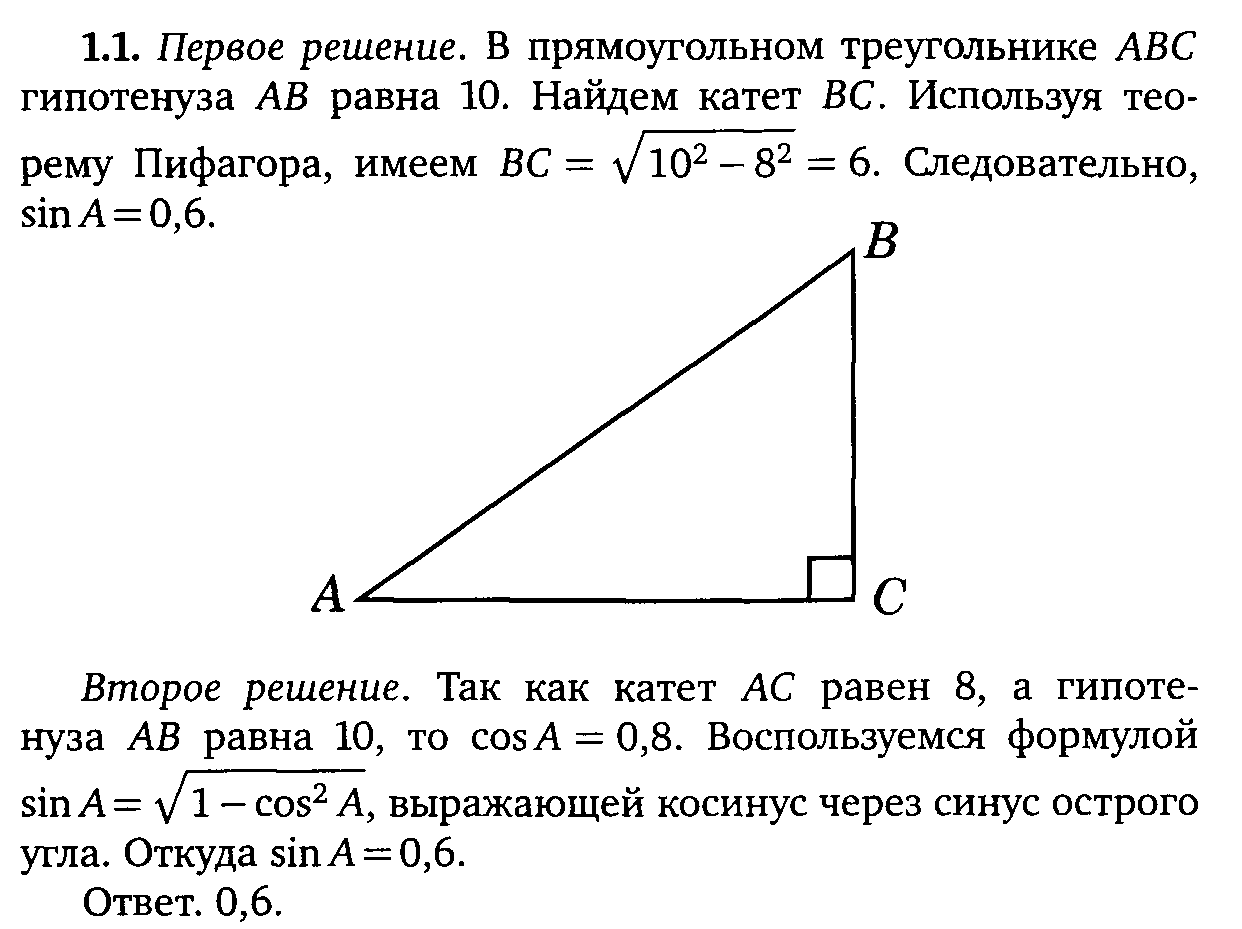 1.1. Первое решение. В прямоугольном треугольнике ABC
гипотенуза AB равна 10. Найдем катет BC. Используя тео-
рему Пифагора, имеем BC = √(10² – 8²) = 6. Следовательно,
sin A = 0,6.
B
A
C
Второе решение. Так как катет AC равен 8, а гипоте-
нуза AB равна 10, то cos A = 0,8. Воспользуемся формулой
sin A = √(1 – cos² A), выражающей косинус через синус острого
угла. Откуда sin A = 0,6.
Ответ. 0,6.